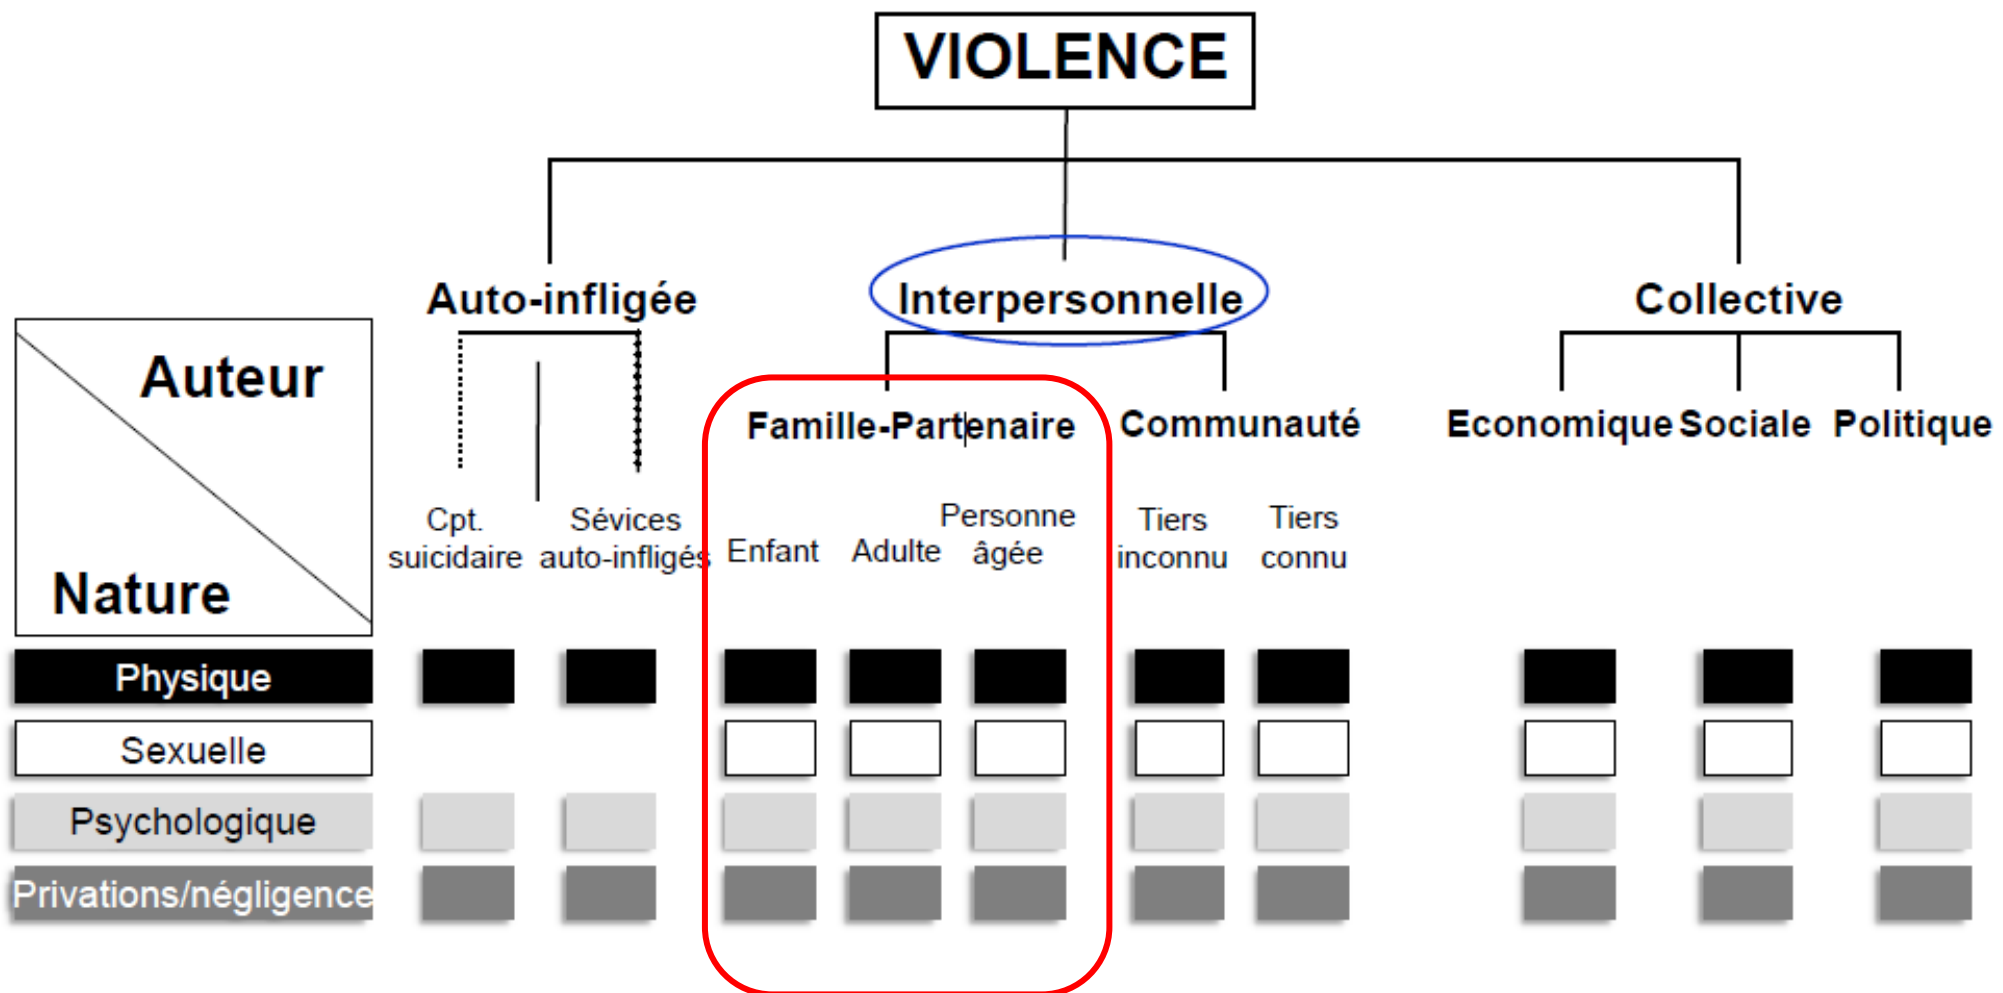 VIOLENCE
Auto-infligée
Interpersonnelle
Collective
Auteur
Nature
Famille-Partenaire
Communauté
Economique
Sociale
Politique
Cpt.
suicidaire
Sévices
auto-infligés
Enfant
Adulte
Personne
âgée
Tiers
inconnu
Tiers
connu
Physique
Sexuelle
Psychologique
Privations/négligence